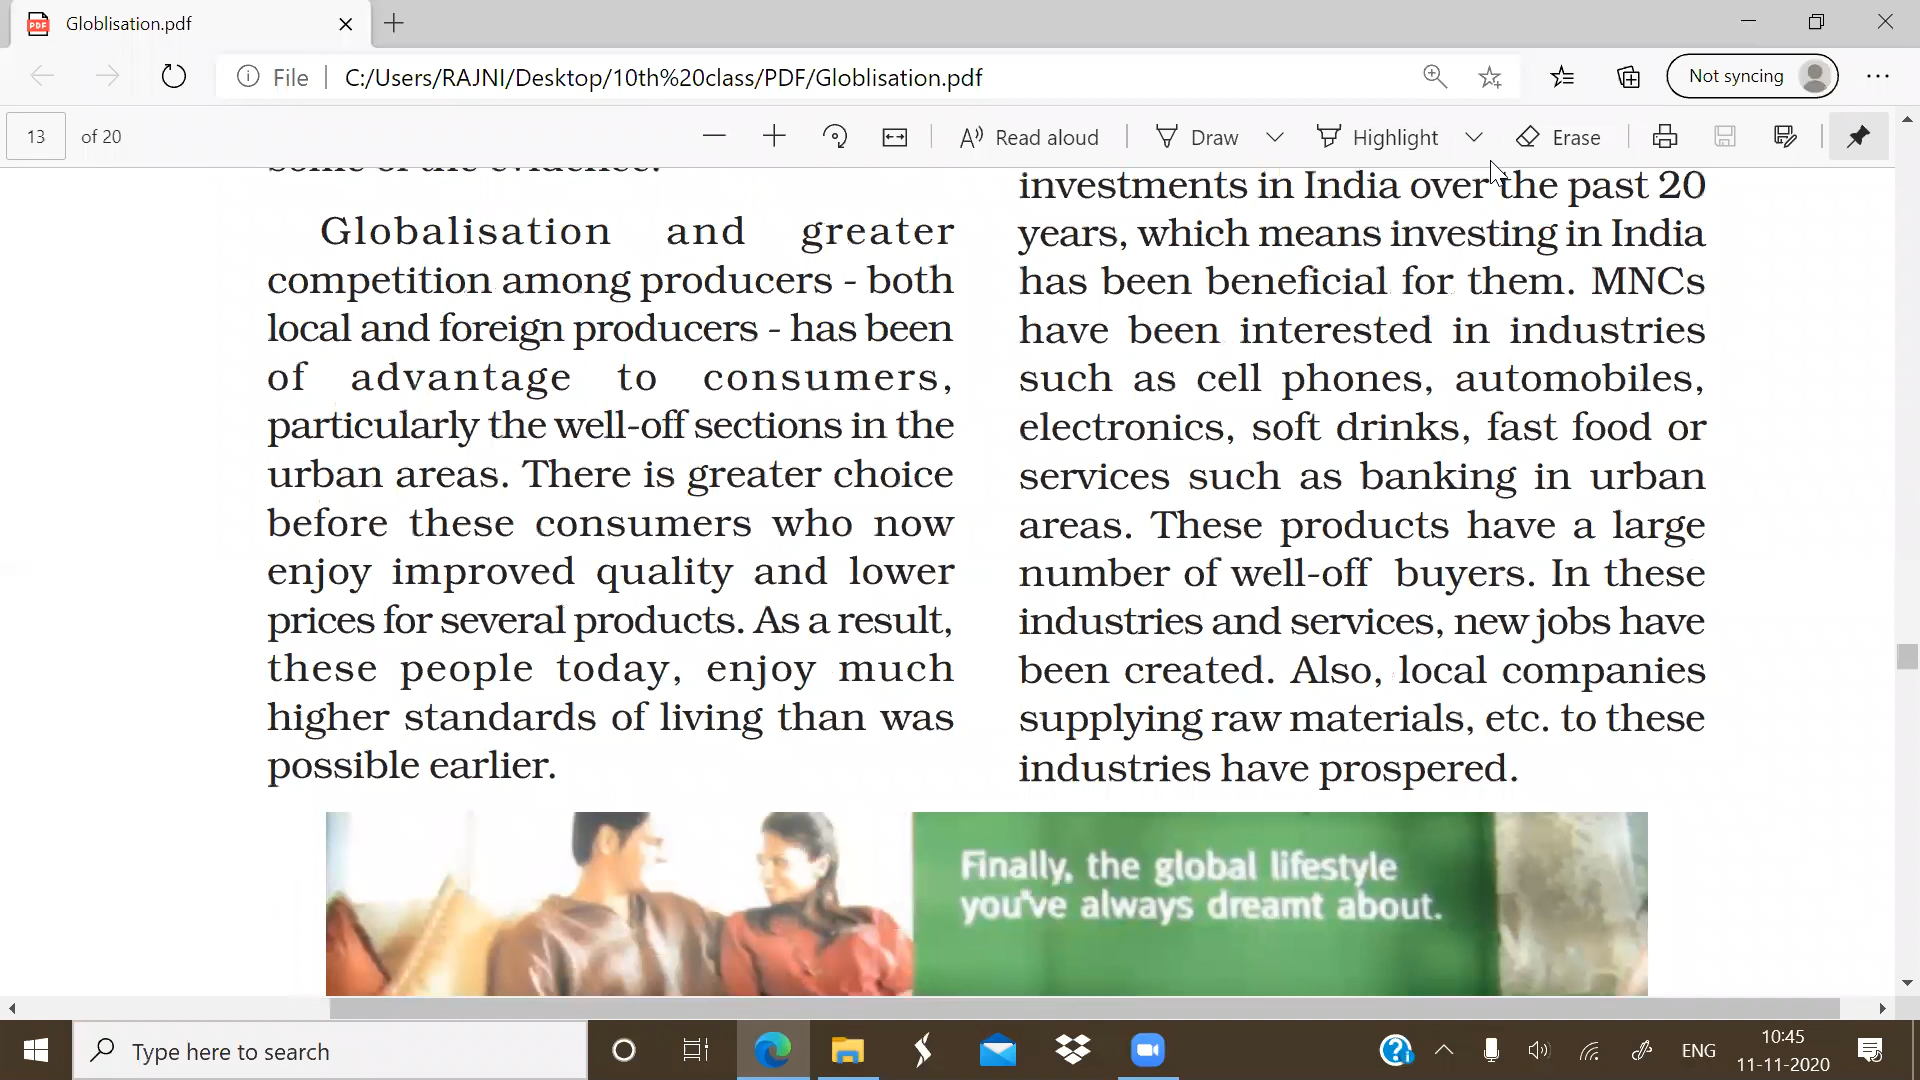 Globlisation.pdf
File
C:/Users/RAJNI/Desktop/10th%20class/PDF/Globlisation.pdf
Not syncing
13
of 20
Read aloud
Draw
Highlight
Erase
some of the evidence.
Globalisation and greater
competition among producers - both
local and foreign producers - has been
of advantage to consumers,
particularly the well-off sections in the
urban areas. There is greater choice
before these consumers who now
enjoy improved quality and lower
prices for several products. As a result,
these people today, enjoy much
higher standards of living than was
possible earlier.
investments in India over the past 20
years, which means investing in India
has been beneficial for them. MNCs
have been interested in industries
such as cell phones, automobiles,
electronics, soft drinks, fast food or
services such as banking in urban
areas. These products have a large
number of well-off buyers. In these
industries and services, new jobs have
been created. Also, local companies
supplying raw materials, etc. to these
industries have prospered.
Finally, the global lifestyle
you've always dreamt about.
Type here to search
ENG
10:45
11-11-2020